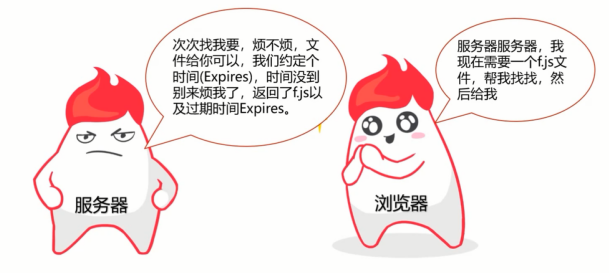 次次找我要，烦不烦，文
件给你可以，我们约定个
时间(Expires)，时间没到
别来烦我了，返回了f.js以
及过期时间Expires。
服务器服务器，我
现在需要一个f.js文
件，帮我找找，然
后给我
服务器
浏览器